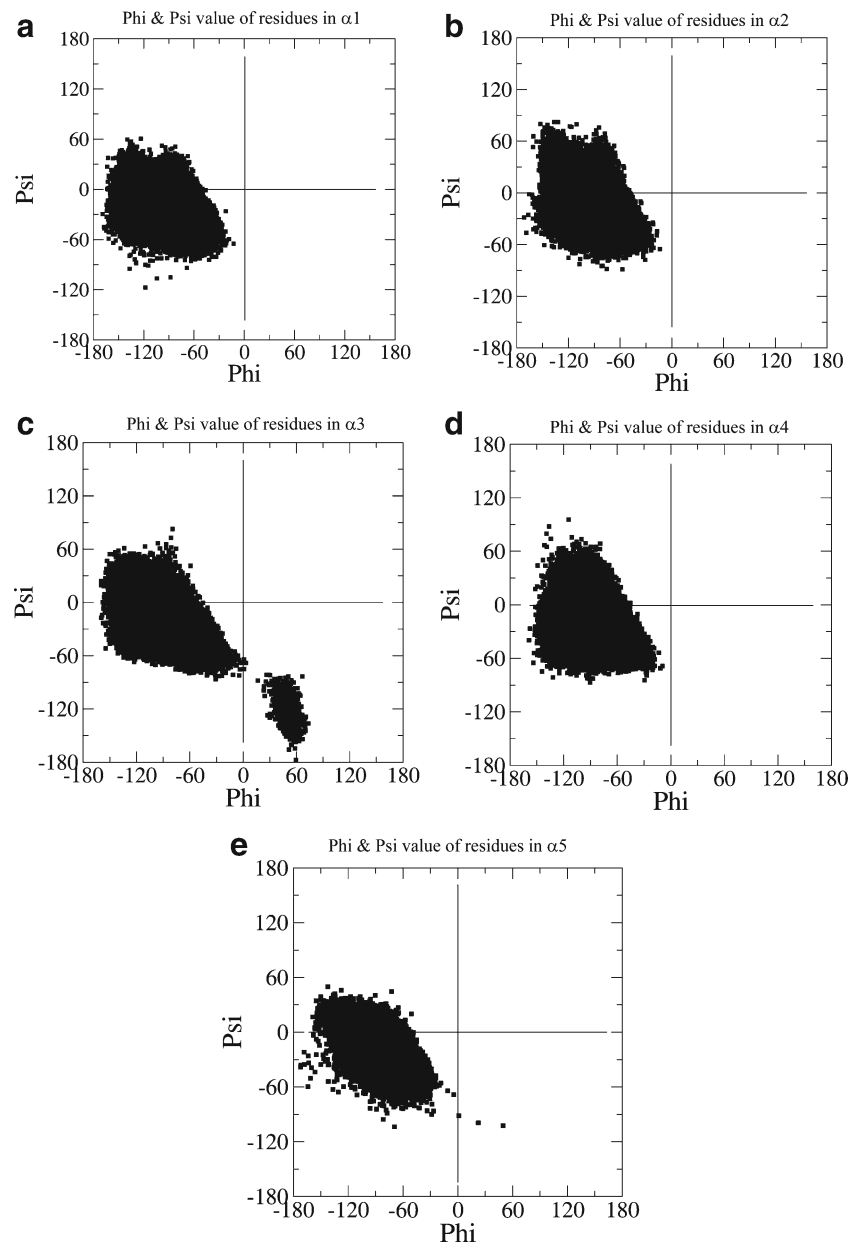 a
Phi & Psi value of residues in α1
180
120
60
0
-60
-120
-180
Psi
-180 -120 -60 0 60 120 180
Phi
b
Phi & Psi value of residues in α2
180
120
60
0
-60
-120
-180
Psi
-180 -120 -60 0 60 120 180
Phi
c
Phi & Psi value of residues in α3
180
120
60
0
-60
-120
-180
Psi
-180 -120 -60 0 60 120 180
Phi
d
Phi & Psi value of residues in α4
180
120
60
0
-60
-120
-180
Psi
-180 -120 -60 0 60 120 180
Phi
e
Phi & Psi value of residues in α5
180
120
60
0
-60
-120
-180
Psi
-180 -120 -60 0 60 120 180
Phi